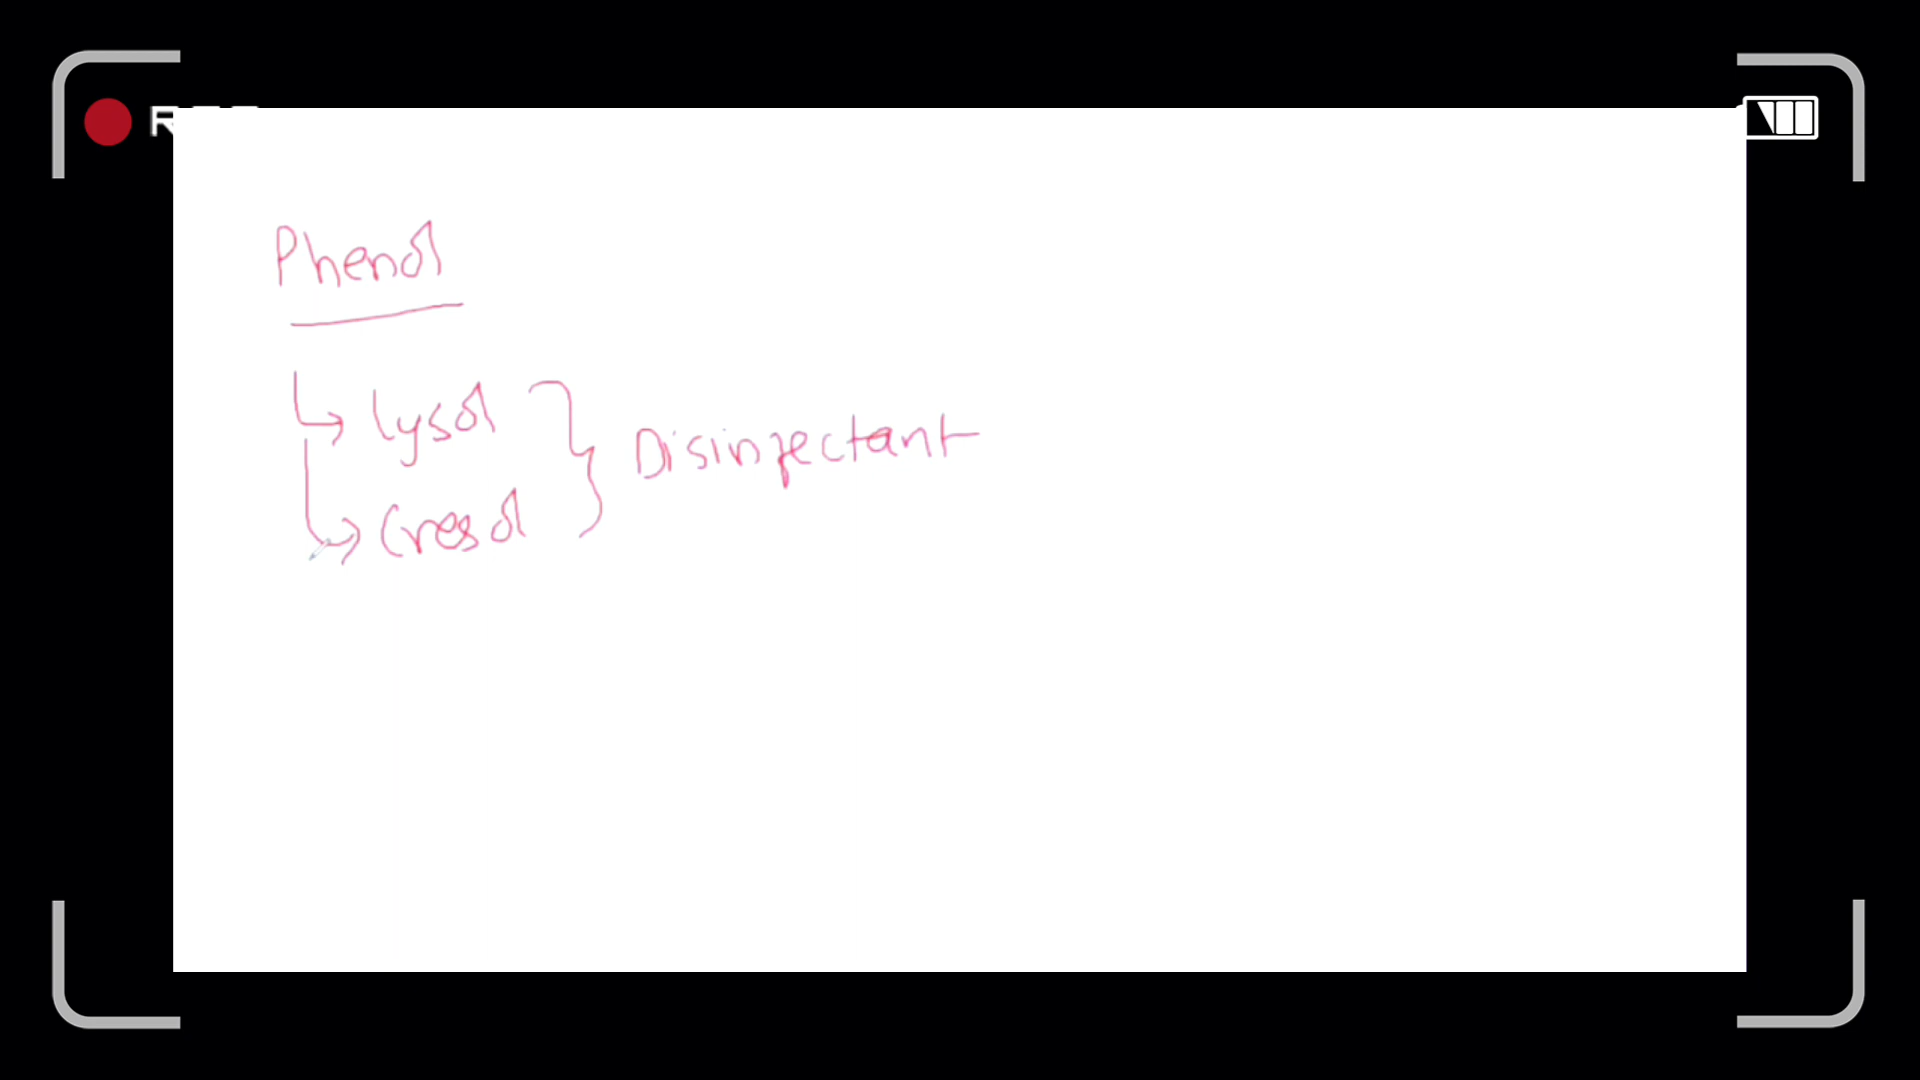 Phenol
↳ lysol } Disinfectant
↳ Cresol